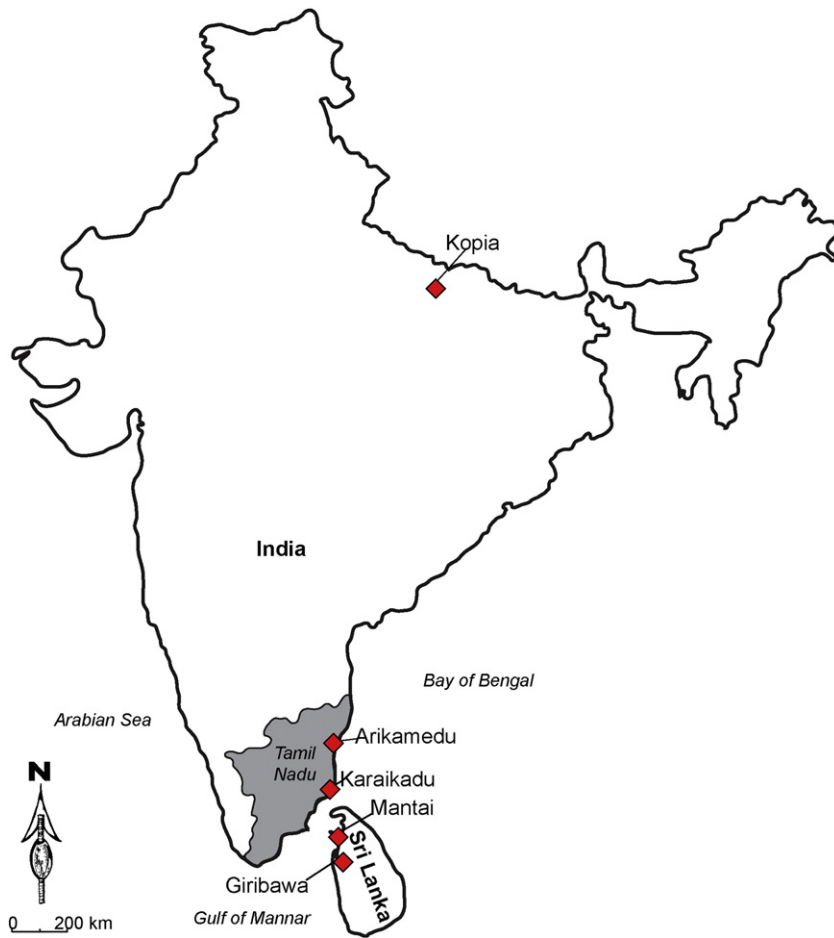 Kopia
India
Bay of Bengal
Arabian Sea
Arikamedu
Tamil
Nadu
Karaikadu
N
Mantai
Sri Lanka
Giribawa
Gulf of Mannar
0 200 km